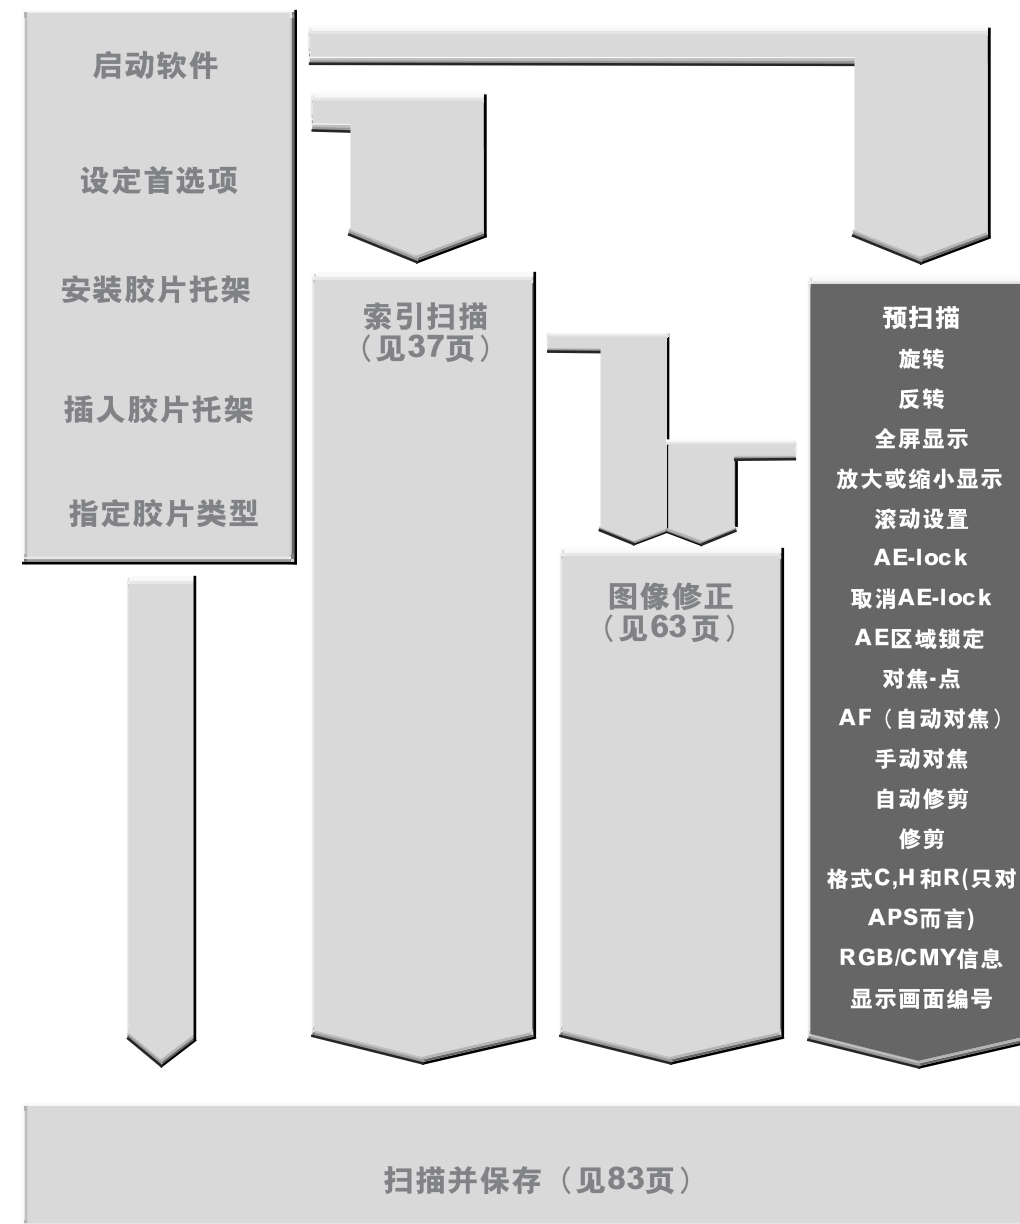 启动软件
设定首选项
安装胶片托架
插入胶片托架
指定胶片类型
索引扫描
（见37页）
图像修正
（见63页）
预扫描
旋转
反转
全屏显示
放大或缩小显示
滚动设置
AE-lock
取消AE-lock
AE区域锁定
对焦-点
AF（自动对焦）
手动对焦
自动修剪
修剪
格式C,H和R(只对
APS而言)
RGB/CMY信息
显示画面编号
扫描并保存（见83页）